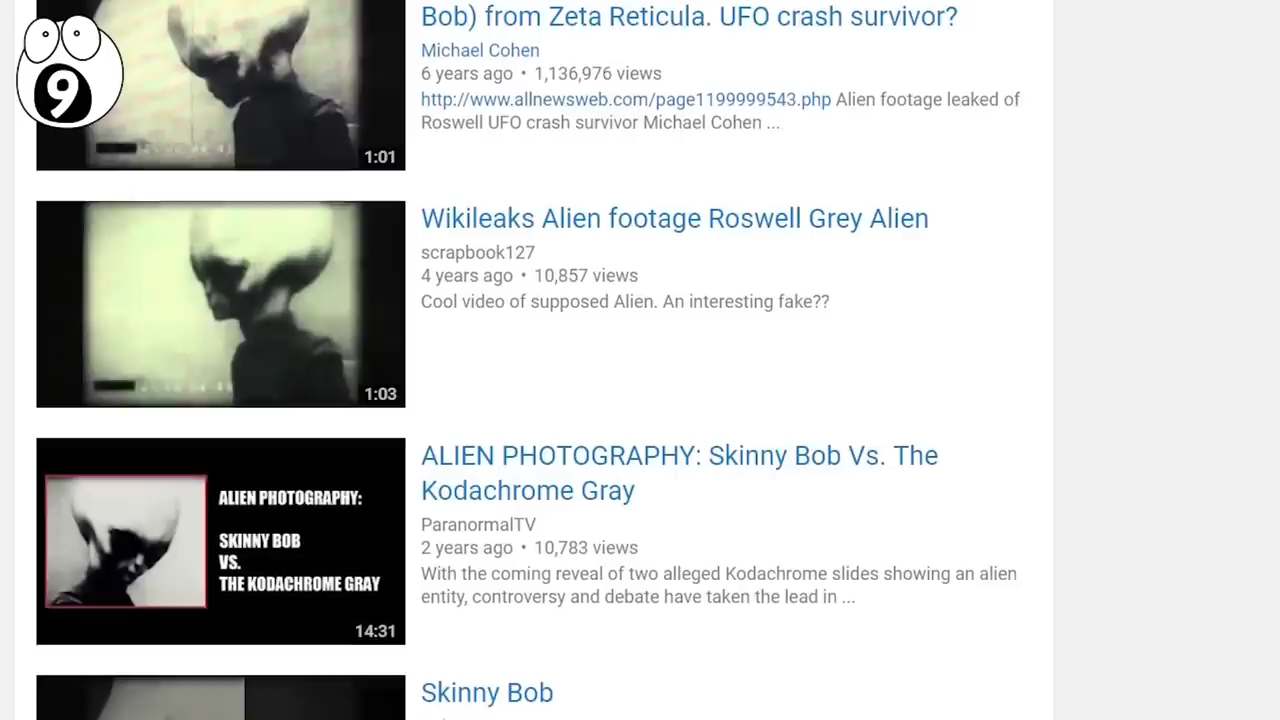 Bob) from Zeta Reticula. UFO crash survivor?
Michael Cohen
6 years ago • 1,136,976 views
http://www.allnewsweb.com/page1199999543.php Alien footage leaked of
Roswell UFO crash survivor Michael Cohen ...
9
1:01
Wikileaks Alien footage Roswell Grey Alien
scrapbook127
4 years ago • 10,857 views
Cool video of supposed Alien. An interesting fake??
1:03
ALIEN PHOTOGRAPHY: Skinny Bob Vs. The
Kodachrome Gray
ParanormalTV
2 years ago • 10,783 views
With the coming reveal of two alleged Kodachrome slides showing an alien
entity, controversy and debate have taken the lead in ...
ALIEN PHOTOGRAPHY:
SKINNY BOB
VS.
THE KODACHROME GRAY
14:31
Skinny Bob